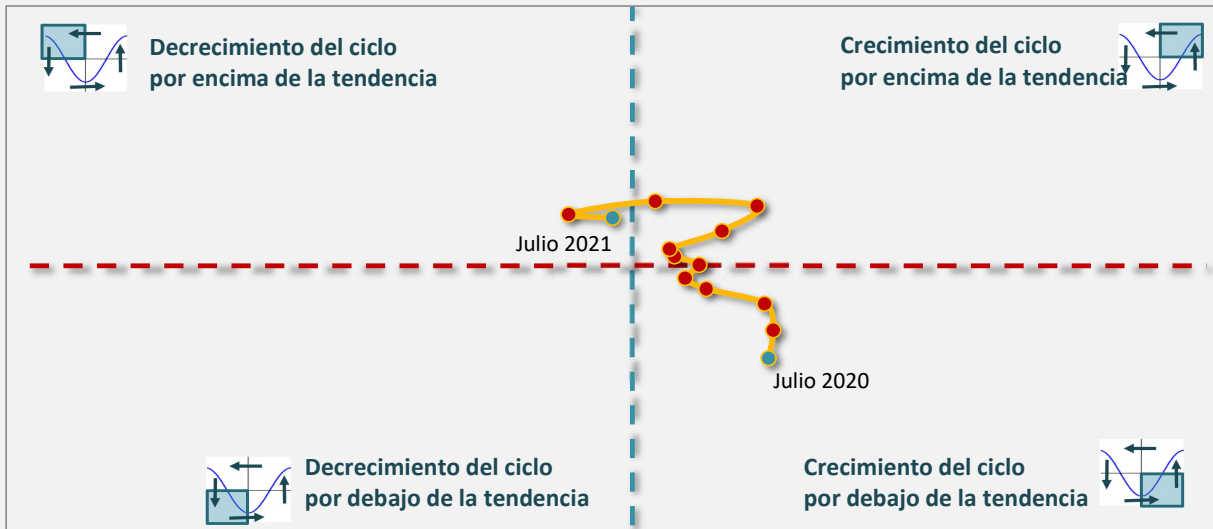 Decrecimiento del ciclo
por encima de la tendencia
Crecimiento del ciclo
por encima de la tendencia
Julio 2021
Julio 2020
Decrecimiento del ciclo
por debajo de la tendencia
Crecimiento del ciclo
por debajo de la tendencia